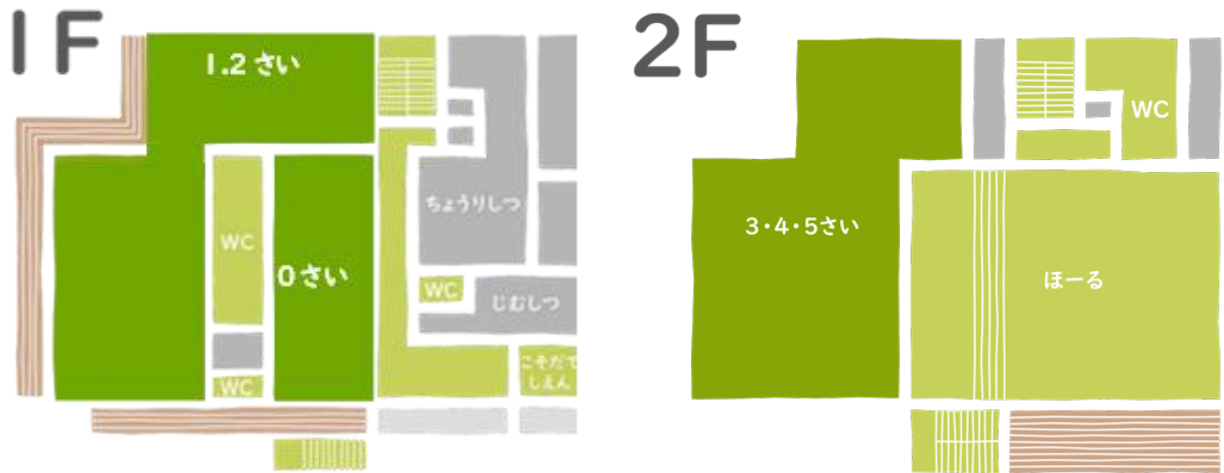 1F
1.2さい
ちょうりしつ
WC
0さい
WC
じむしつ
WC
こそだて
しえん
2F
WC
3・4・5さい
ほーる